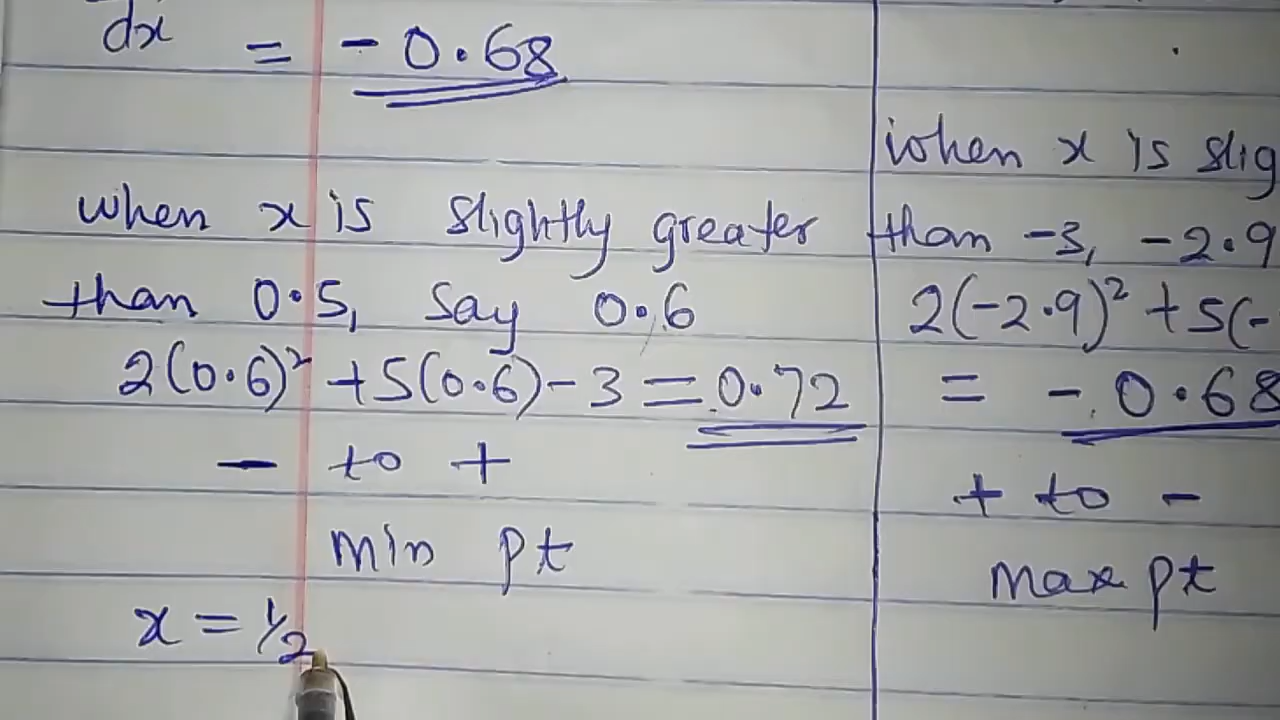 dx = - 0.68
when x is slightly greater
than 0.5, say 0.6
2(0.6)² + 5(0.6) - 3 = 0.72
- to +
min pt
x = 1/2
when x is slig
than -3, -2.9
2(-2.9)² + 5(-
= - 0.68
+ to -
max pt